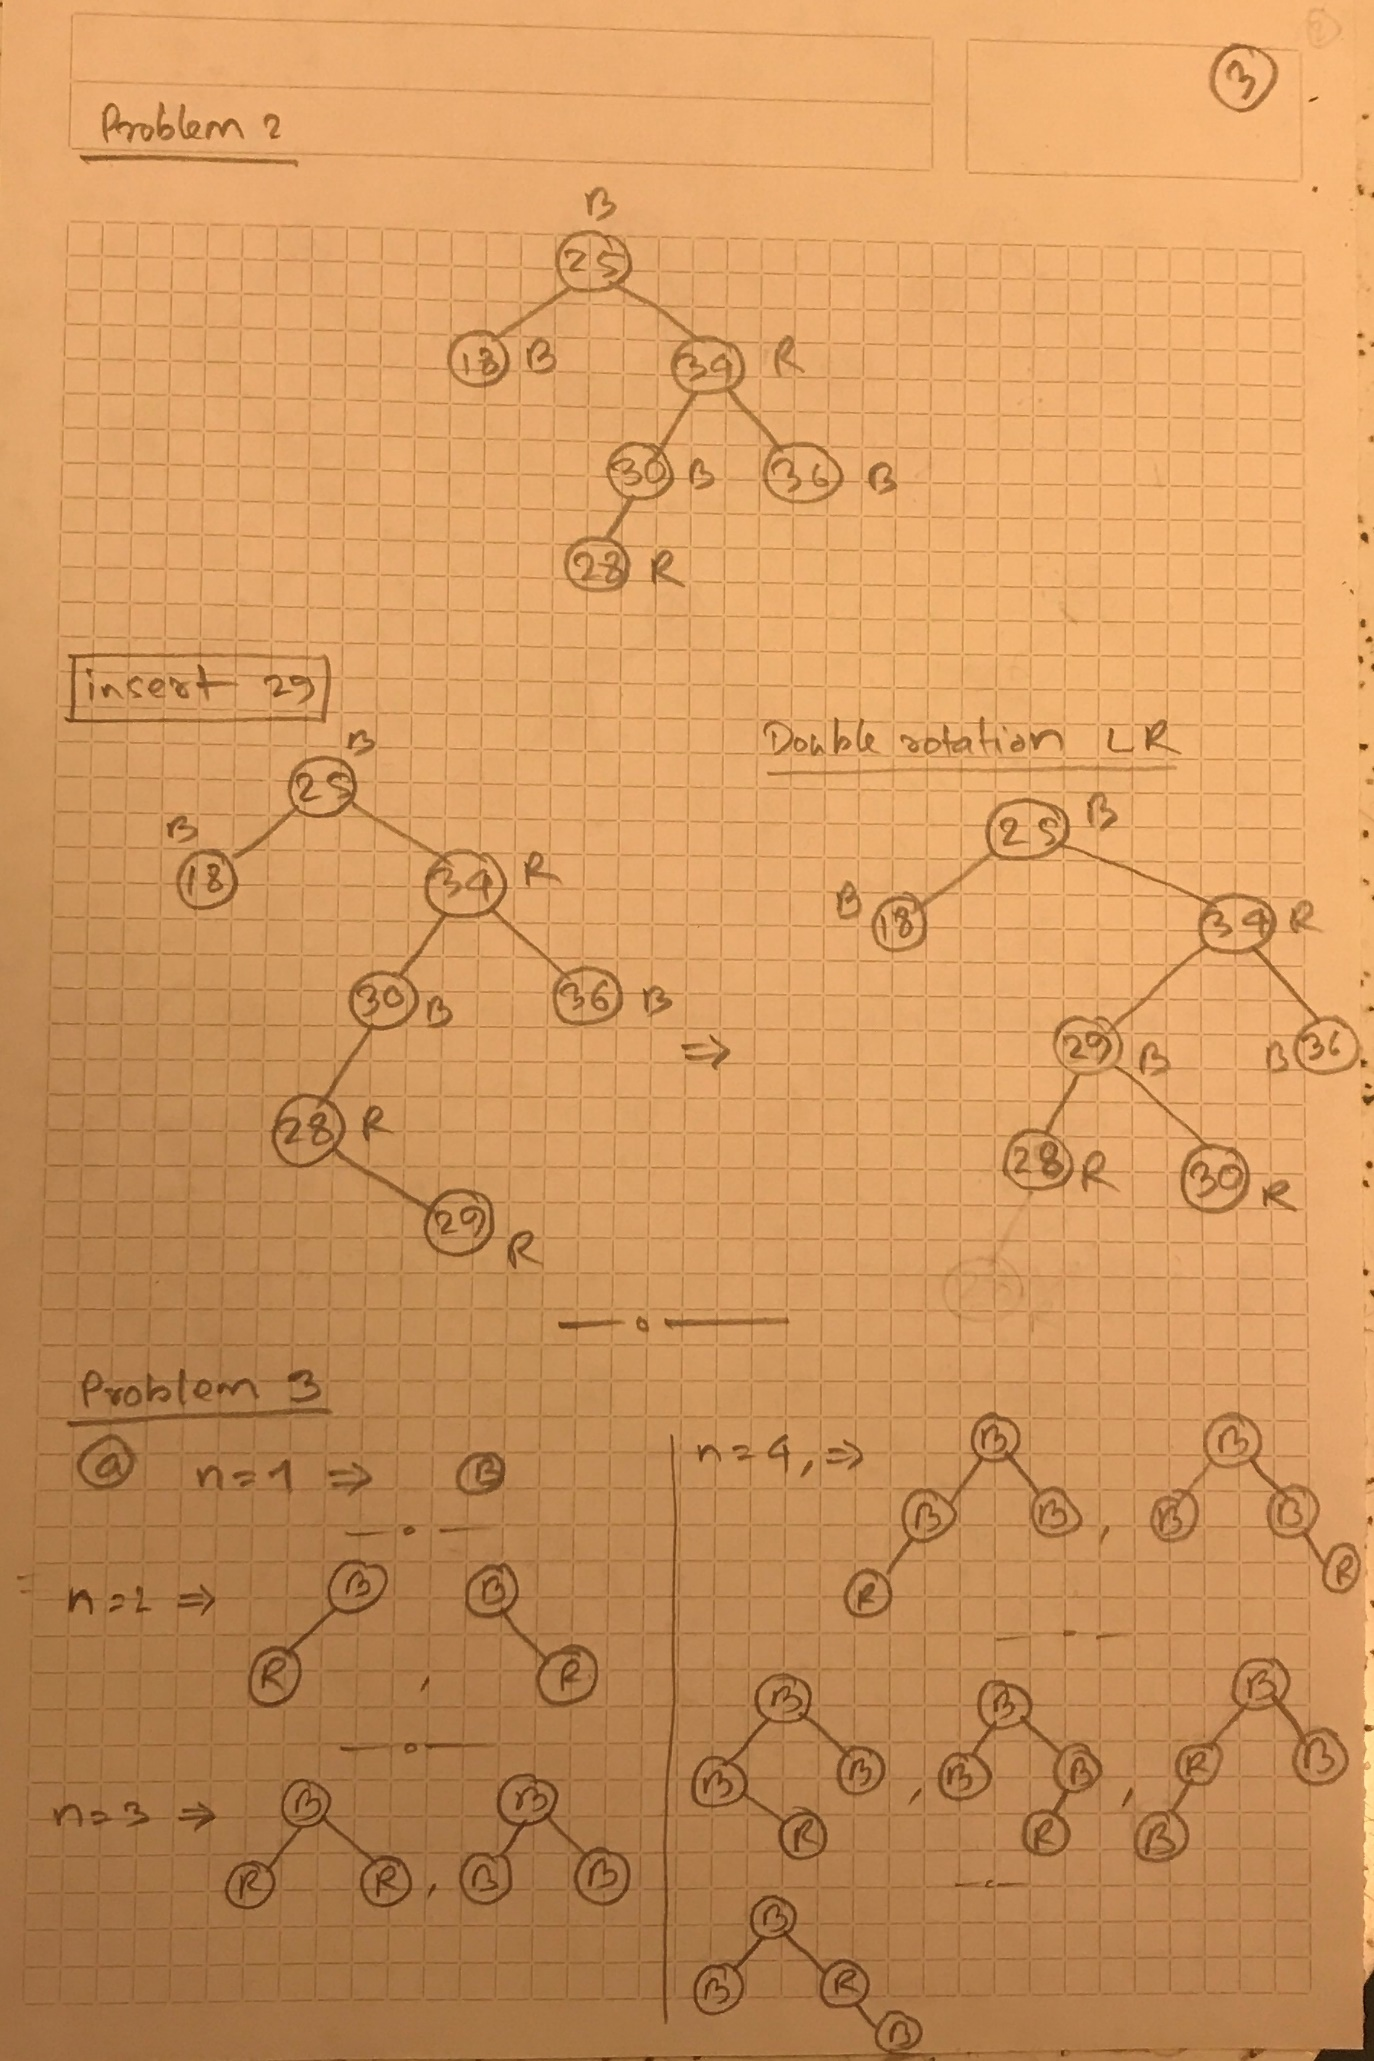 3
Problem 2
B
25
18 B 34 R
30 B 36 B
28 R
insert 29
B
25
B
18 34 R
30 B 36 B
28 R
29 R
⇒
Double rotation LR
25 B
B 18 34 R
29 B B 36
28 R 30 R
Problem 3
a n=1 ⇒ B
n=2 ⇒ B B
R , R
n=3 ⇒ B B
R R , B B
n=4, ⇒ B B
B B , B B
R R
B B B
B B , B B , R B
R R B
B
B R
B